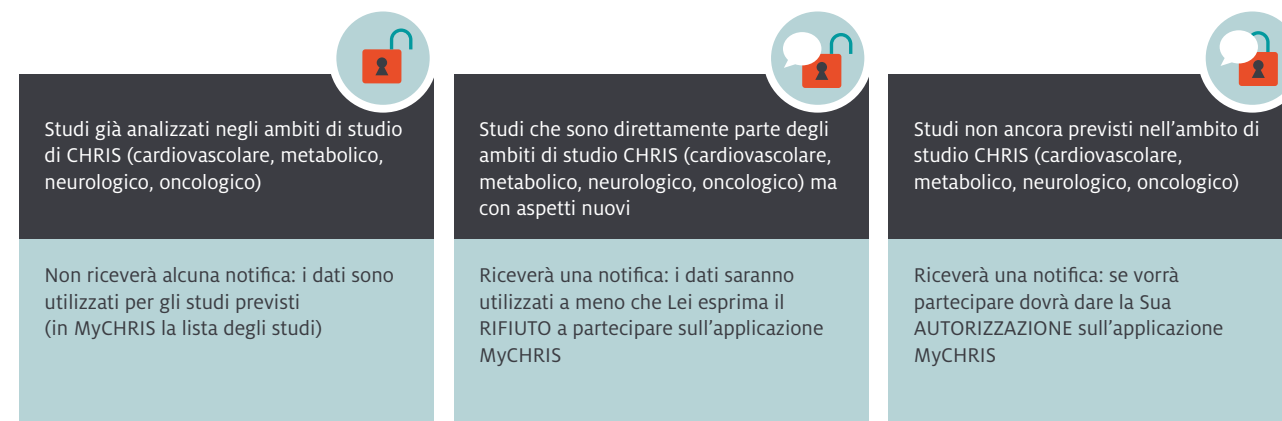 Studi già analizzati negli ambiti di studio
di CHRIS (cardiovascolare, metabolico,
neurologico, oncologico)
Non riceverà alcuna notifica: i dati sono
utilizzati per gli studi previsti
(in MyCHRIS la lista degli studi)
Studi che sono direttamente parte degli
ambiti di studio CHRIS (cardiovascolare,
metabolico, neurologico, oncologico) ma
con aspetti nuovi
Riceverà una notifica: i dati saranno
utilizzati a meno che Lei esprima il
RIFIUTO a partecipare sull'applicazione
MyCHRIS
Studi non ancora previsti nell'ambito di
studio CHRIS (cardiovascolare,
metabolico, neurologico, oncologico)
Riceverà una notifica: se vorrà
partecipare dovrà dare la Sua
AUTORIZZAZIONE sull'applicazione
MyCHRIS